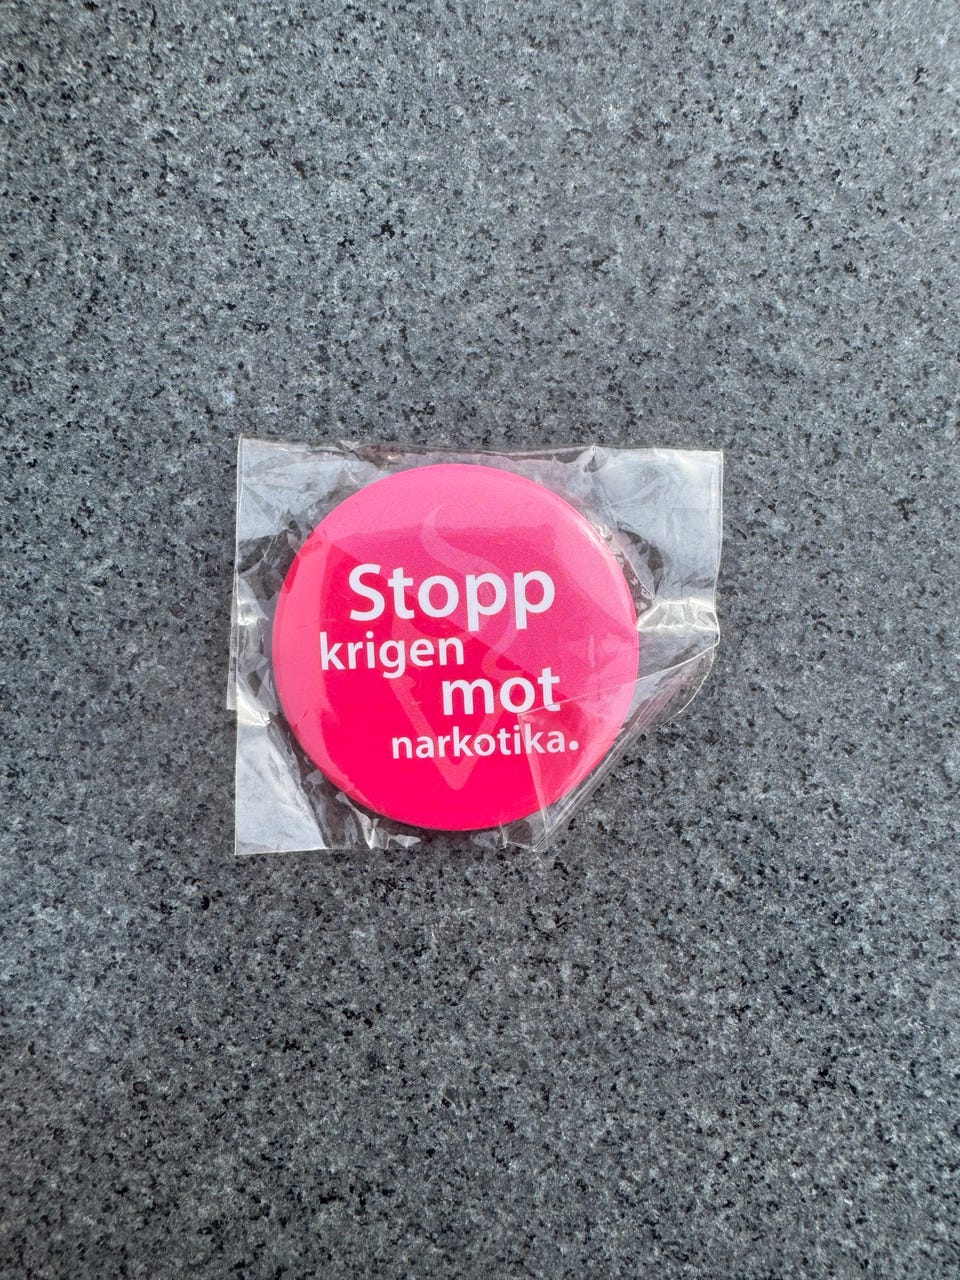 Stopp
krigen
mot
narkotika.